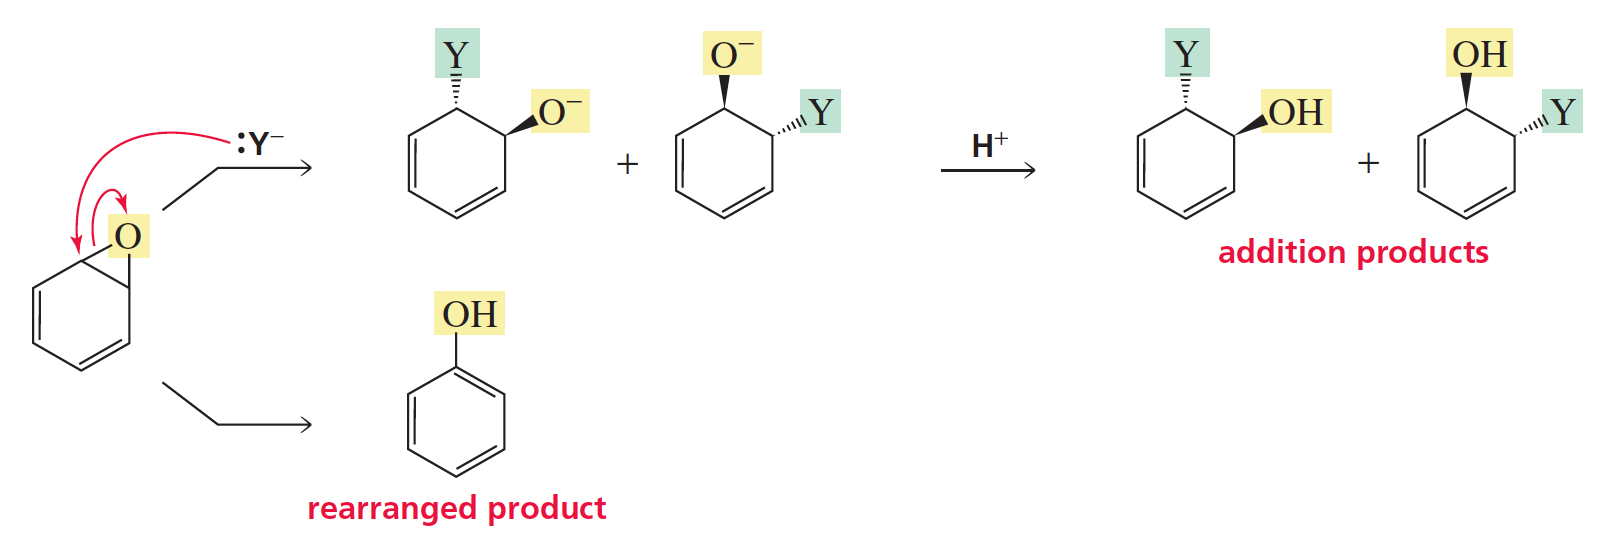 Y
O⁻
O⁻
Y
:Y⁻
+
H⁺
Y
OH
+
OH
Y
O
addition products
OH
rearranged product